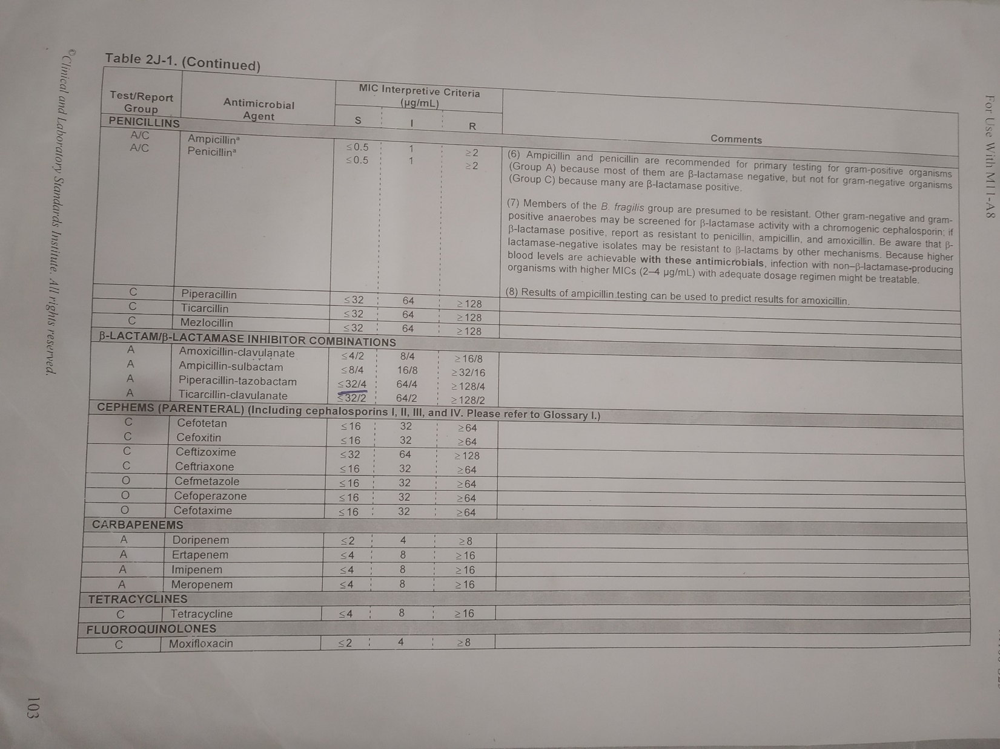 Table 2J-1. (Continued)
Test/Report Group	Antimicrobial Agent	MIC Interpretive Criteria (µg/mL)	Comments
S	I	R
PENICILLINS
A/C	Ampicillinᵃ	≤0.5	1	≥2
A/C	Penicillinᵃ	≤0.5	1	≥2
(6) Ampicillin and penicillin are recommended for primary testing for gram-positive organisms
(Group A) because most of them are β-lactamase negative, but not for gram-negative organisms
(Group C) because many are β-lactamase positive.
(7) Members of the B. fragilis group are presumed to be resistant. Other gram-negative and gram-
positive anaerobes may be screened for β-lactamase activity with a chromogenic cephalosporin; if
β-lactamase positive, report as resistant to penicillin, ampicillin, and amoxicillin. Be aware that β-
lactamase-negative isolates may be resistant to β-lactams by other mechanisms. Because higher
blood levels are achievable with these antimicrobials, infection with non–β-lactamase-producing
organisms with higher MICs (2–4 µg/mL) with adequate dosage regimen might be treatable.
(8) Results of ampicillin testing can be used to predict results for amoxicillin.
C	Piperacillin	≤32	64	≥128
C	Ticarcillin	≤32	64	≥128
C	Mezlocillin	≤32	64	≥128
β-LACTAM/β-LACTAMASE INHIBITOR COMBINATIONS
A	Amoxicillin-clavulanate	≤4/2	8/4	≥16/8
A	Ampicillin-sulbactam	≤8/4	16/8	≥32/16
A	Piperacillin-tazobactam	≤32/4	64/4	≥128/4
A	Ticarcillin-clavulanate	≤32/2	64/2	≥128/2
CEPHEMS (PARENTERAL) (Including cephalosporins I, II, III, and IV. Please refer to Glossary I.)
C	Cefotetan	≤16	32	≥64
C	Cefoxitin	≤16	32	≥64
C	Ceftizoxime	≤32	64	≥128
C	Ceftriaxone	≤16	32	≥64
O	Cefmetazole	≤16	32	≥64
O	Cefoperazone	≤16	32	≥64
O	Cefotaxime	≤16	32	≥64
CARBAPENEMS
A	Doripenem	≤2	4	≥8
A	Ertapenem	≤4	8	≥16
A	Imipenem	≤4	8	≥16
A	Meropenem	≤4	8	≥16
TETRACYCLINES
C	Tetracycline	≤4	8	≥16
FLUOROQUINOLONES
C	Moxifloxacin	≤2	4	≥8
©Clinical and Laboratory Standards Institute. All rights reserved.
103
For Use With M11-A8